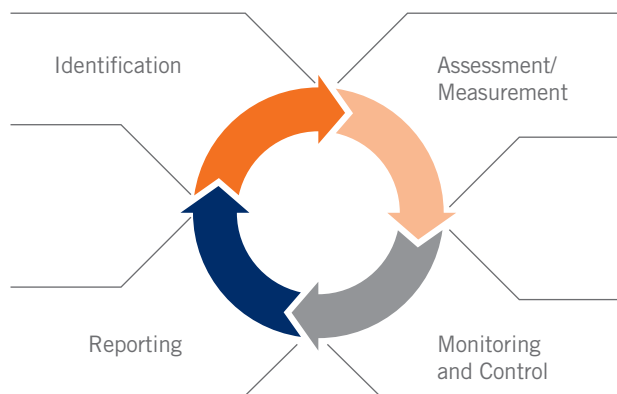 Identification
Assessment/
Measurement
Reporting
Monitoring
and Control